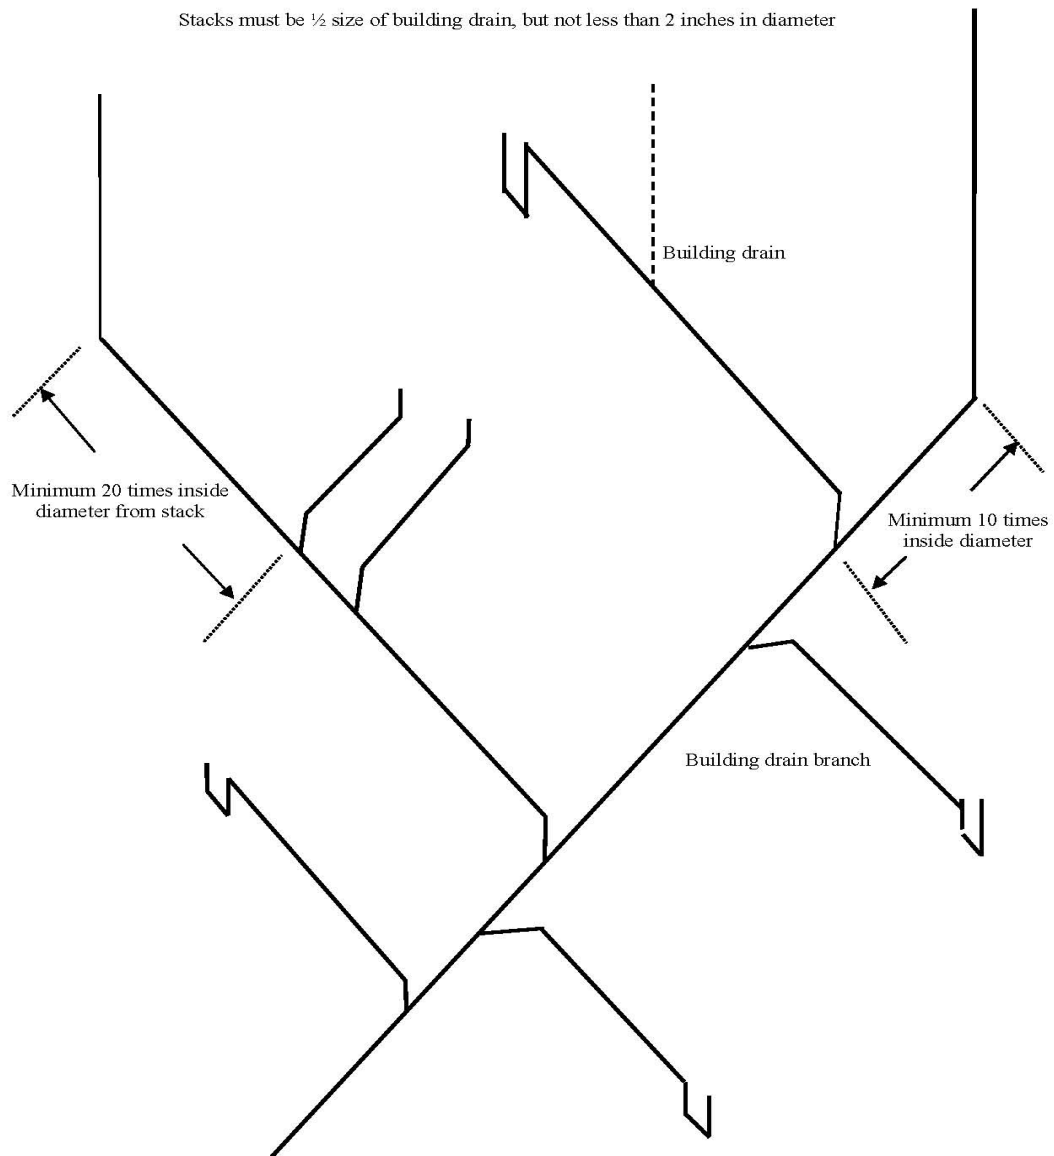 Stacks must be ½ size of building drain, but not less than 2 inches in diameter
Building drain
Minimum 20 times inside
diameter from stack
Minimum 10 times
inside diameter
Building drain branch